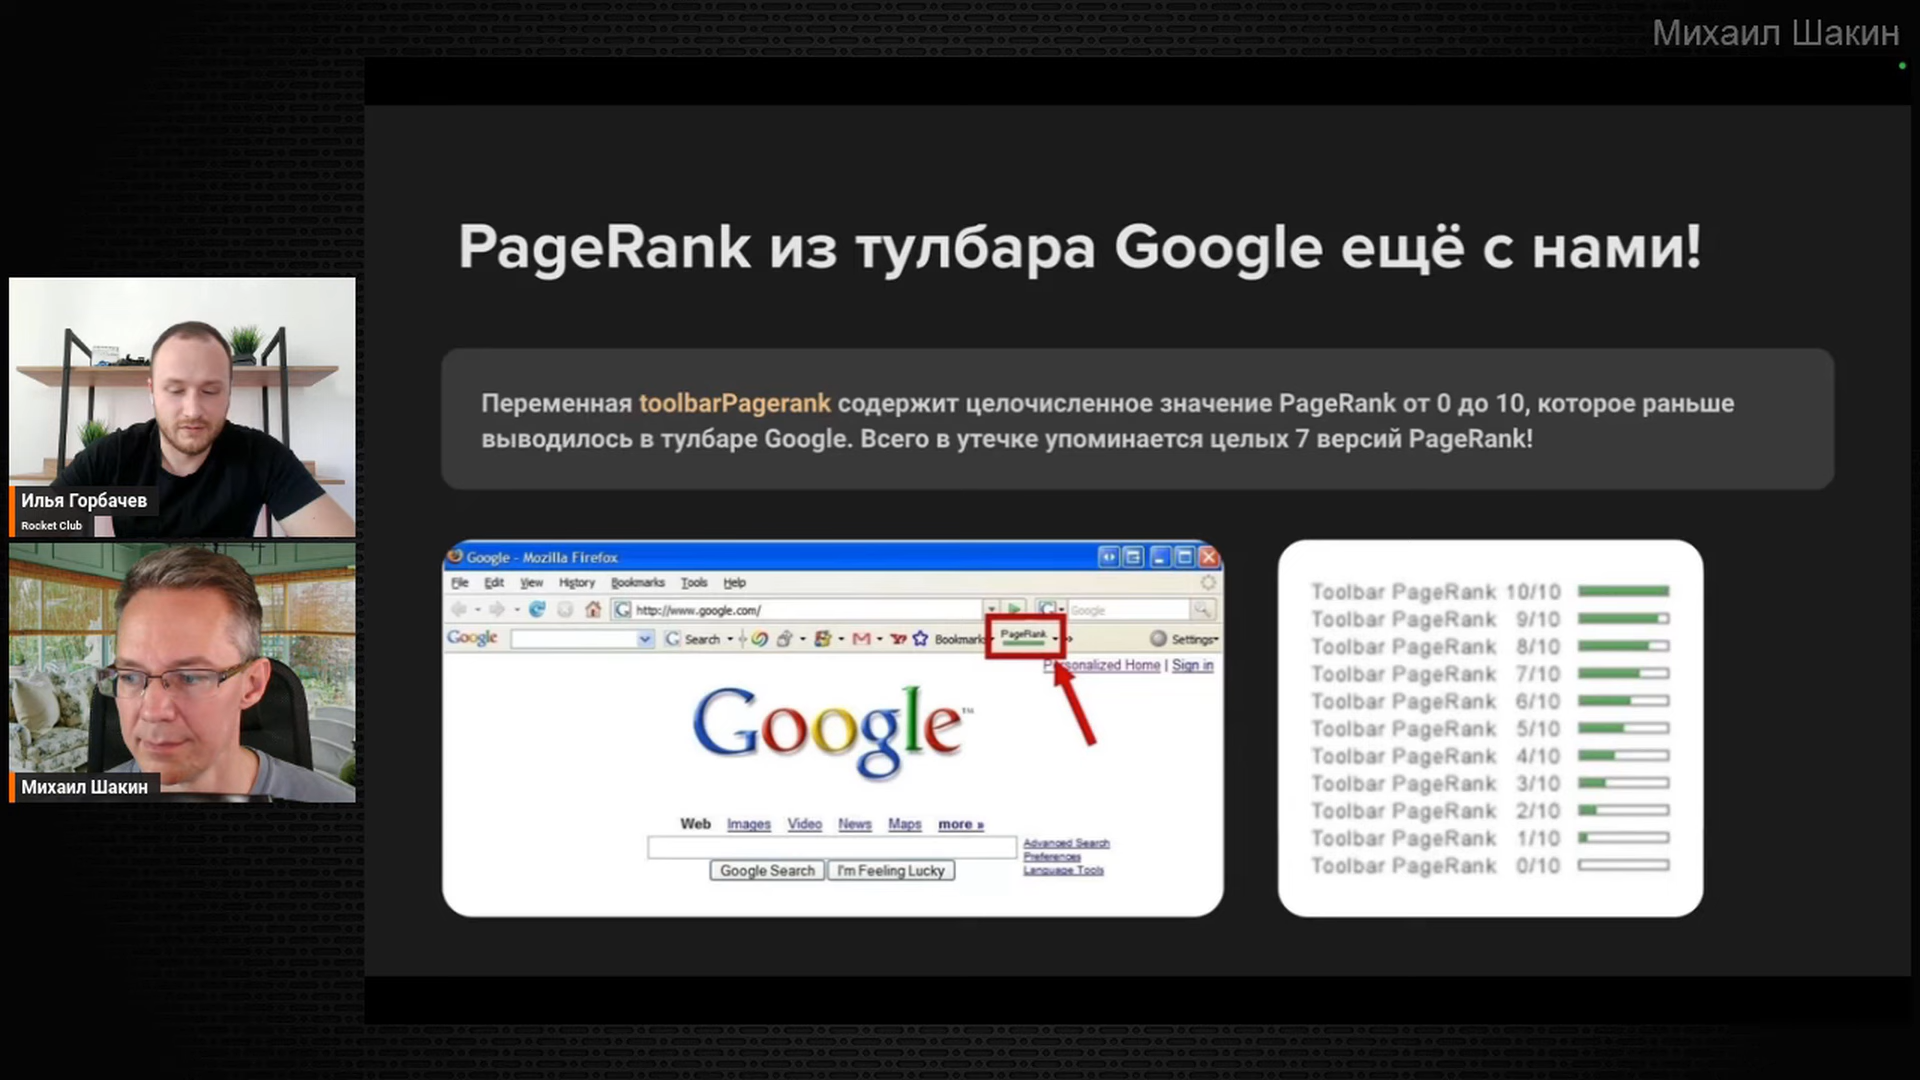 Михаил Шакин
PageRank из тулбара Google ещё с нами!
Переменная toolbarPagerank содержит целочисленное значение PageRank от 0 до 10, которое раньше
выводилось в тулбаре Google. Всего в утечке упоминается целых 7 версий PageRank!
Илья Горбачев
Rocket Club
Михаил Шакин
Google - Mozilla Firefox
File Edit View History Bookmarks Tools Help
http://www.google.com/ Google
Google Search Bookmarks PageRank Settings
Personalized Home | Sign in
Google™
Web Images Video News Maps more »
Advanced Search
Preferences
Language Tools
Google Search I'm Feeling Lucky
Toolbar PageRank 10/10
Toolbar PageRank 9/10
Toolbar PageRank 8/10
Toolbar PageRank 7/10
Toolbar PageRank 6/10
Toolbar PageRank 5/10
Toolbar PageRank 4/10
Toolbar PageRank 3/10
Toolbar PageRank 2/10
Toolbar PageRank 1/10
Toolbar PageRank 0/10